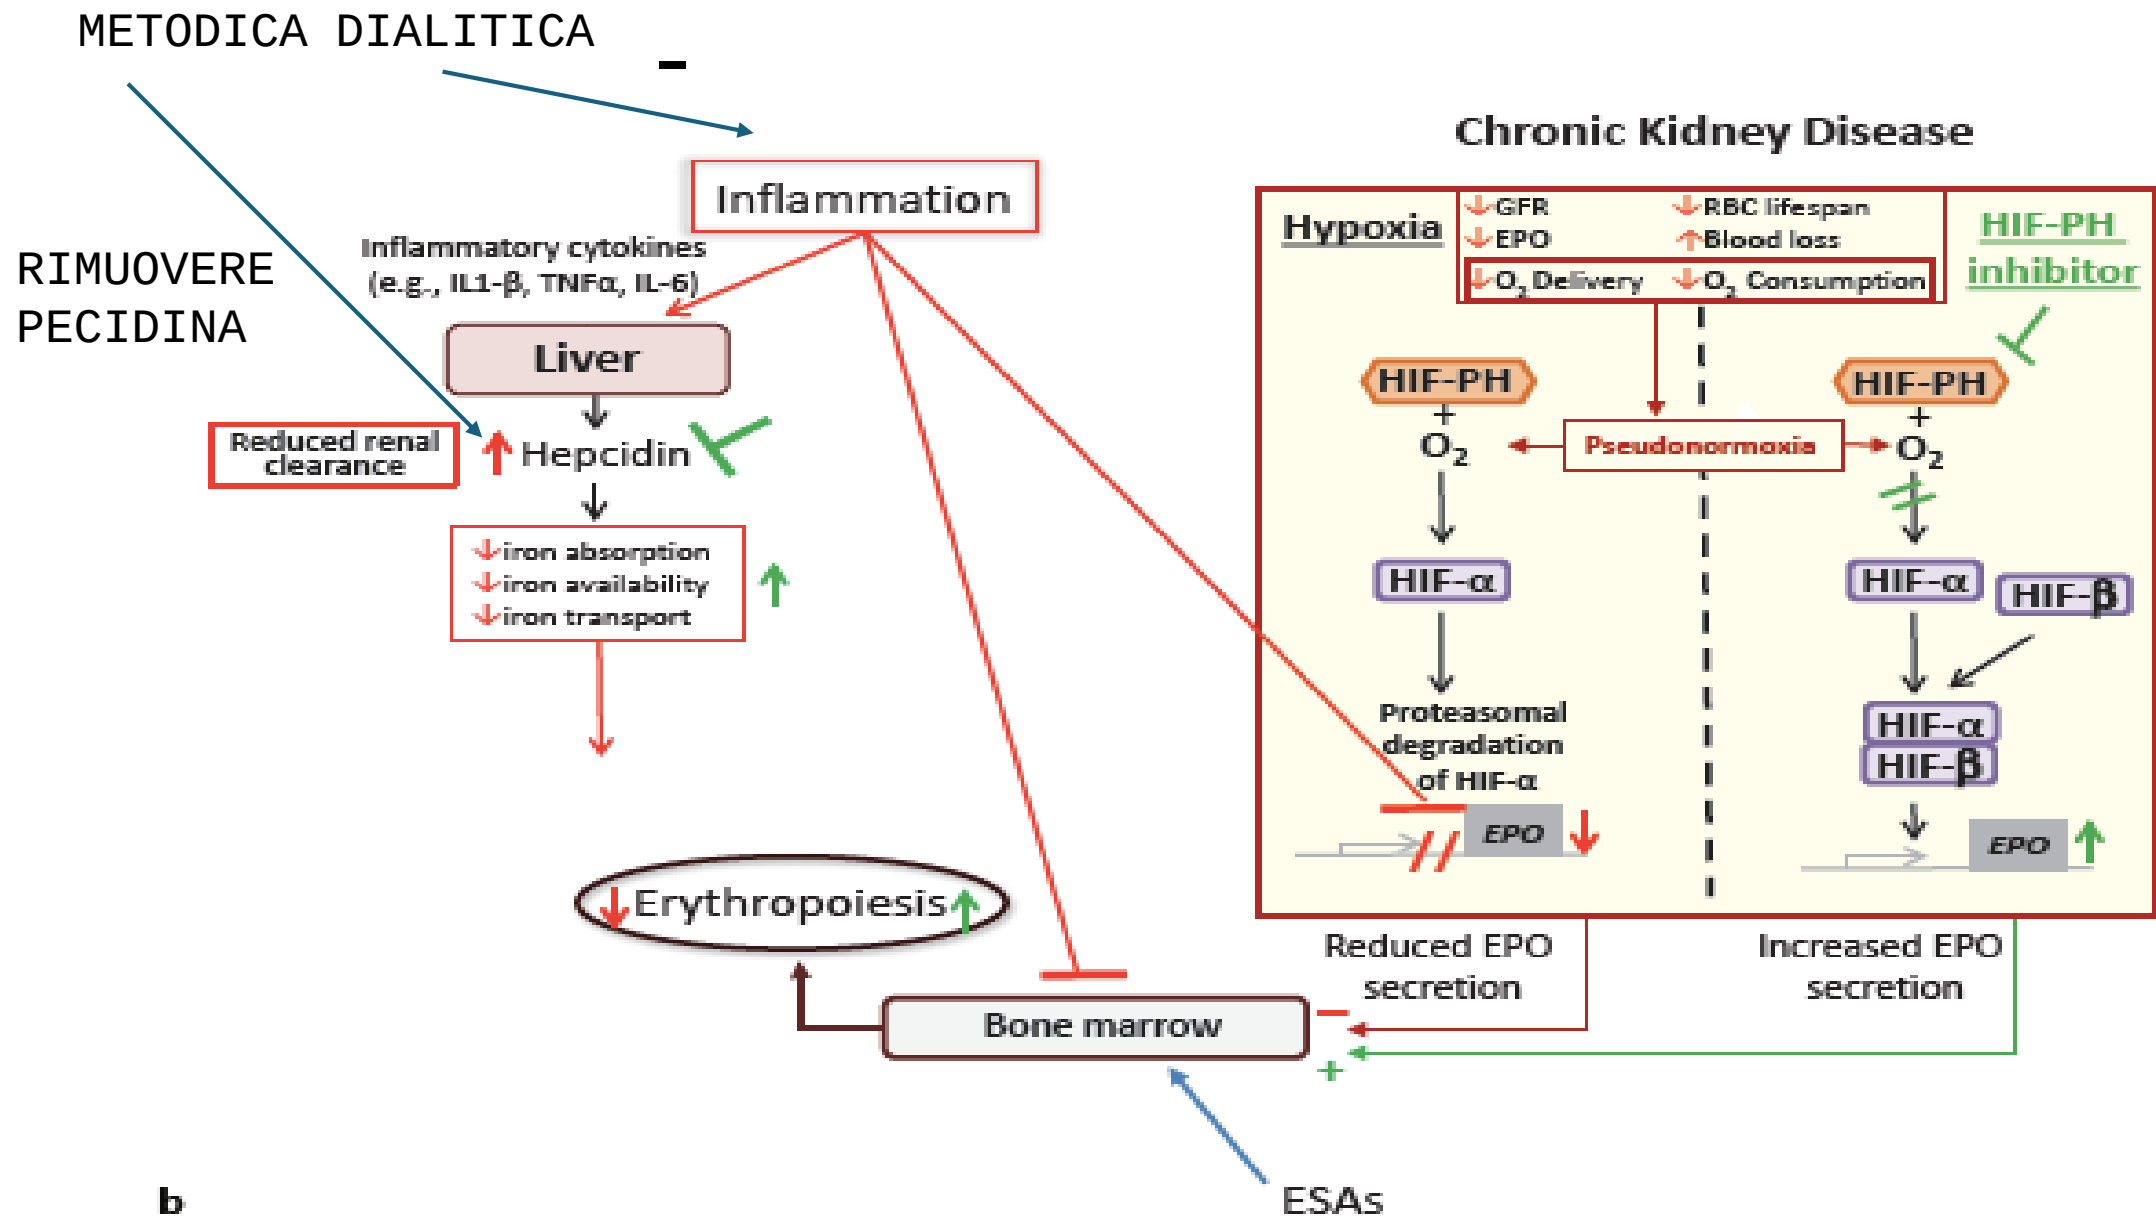 METODICA DIALITICA
-
RIMUOVERE
PECIDINA
Inflammation
Inflammatory cytokines
(e.g., IL1-β, TNFα, IL-6)
Liver
Reduced renal
clearance
Hepcidin
↓iron absorption
↓iron availability
↓iron transport
Erythropoiesis
Bone marrow
ESAs
b
Chronic Kidney Disease
Hypoxia
↓GFR
↓EPO
↓O₂ Delivery
↓RBC lifespan
↑Blood loss
↓O₂ Consumption
HIF-PH
inhibitor
HIF-PH
+
O₂
Pseudonormoxia
HIF-PH
+
O₂
HIF-α
Proteasomal
degradation
of HIF-α
EPO
HIF-α
HIF-β
HIF-α
HIF-β
EPO
Reduced EPO
secretion
Increased EPO
secretion
−
+